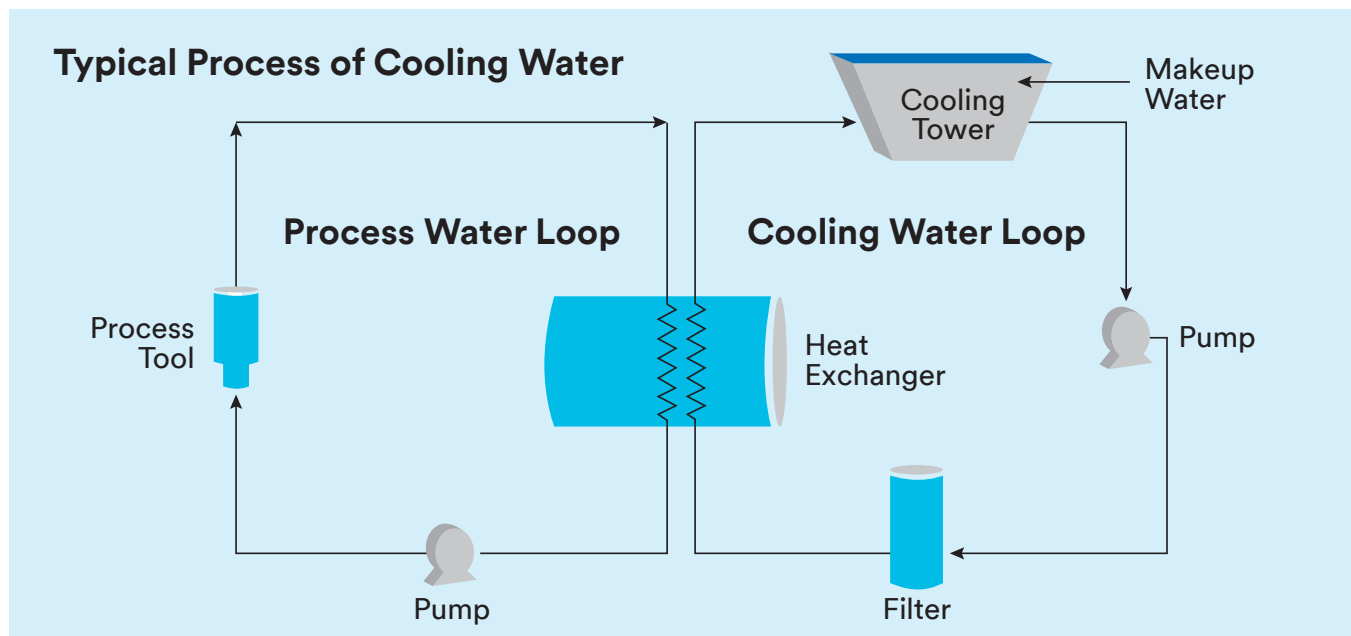 Typical Process of Cooling Water
Makeup
Water
Cooling
Tower
Process Water Loop
Cooling Water Loop
Process
Tool
Heat
Exchanger
Pump
Pump
Filter